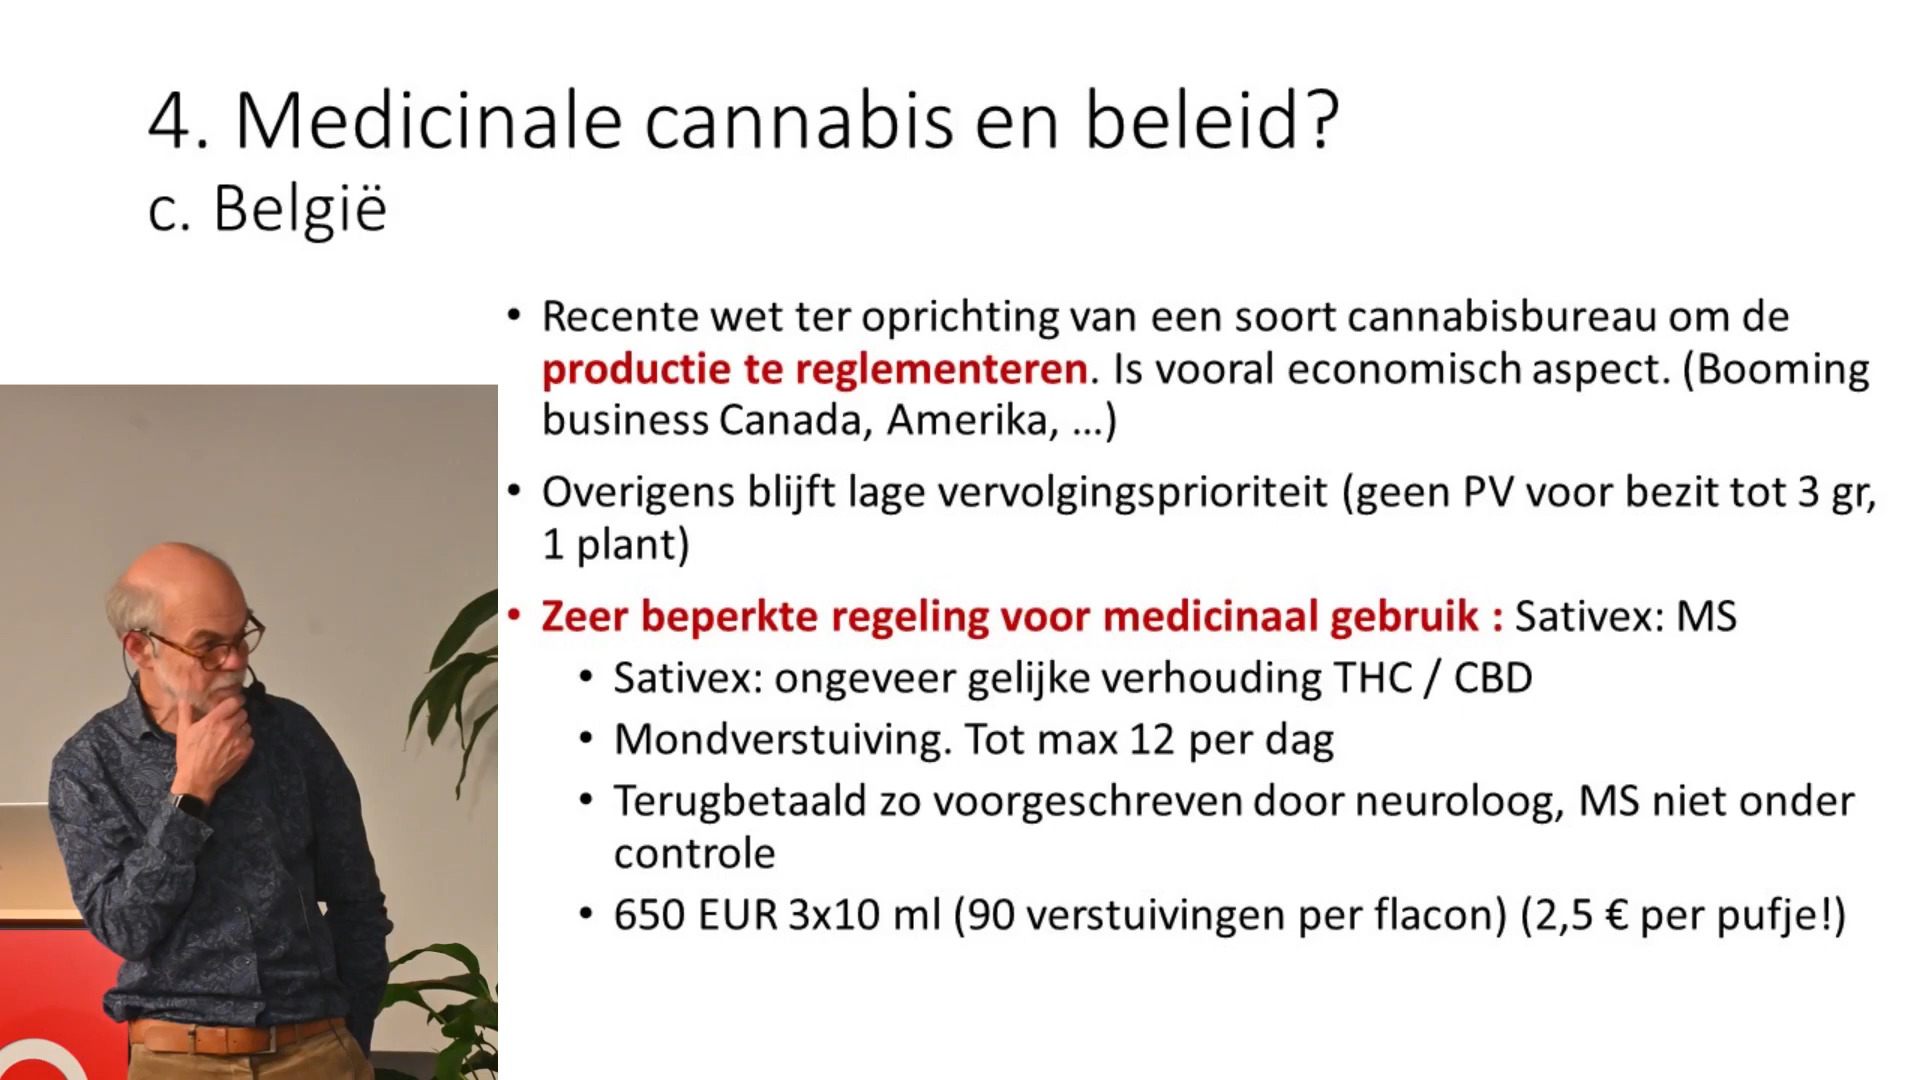 4. Medicinale cannabis en beleid?
c. België
• Recente wet ter oprichting van een soort cannabisbureau om de
productie te reglementeren. Is vooral economisch aspect. (Booming
business Canada, Amerika, ...)
• Overigens blijft lage vervolgingsprioriteit (geen PV voor bezit tot 3 gr,
1 plant)
• Zeer beperkte regeling voor medicinaal gebruik : Sativex: MS
• Sativex: ongeveer gelijke verhouding THC / CBD
• Mondverstuiving. Tot max 12 per dag
• Terugbetaald zo voorgeschreven door neuroloog, MS niet onder
controle
• 650 EUR 3x10 ml (90 verstuivingen per flacon) (2,5 € per pufje!)